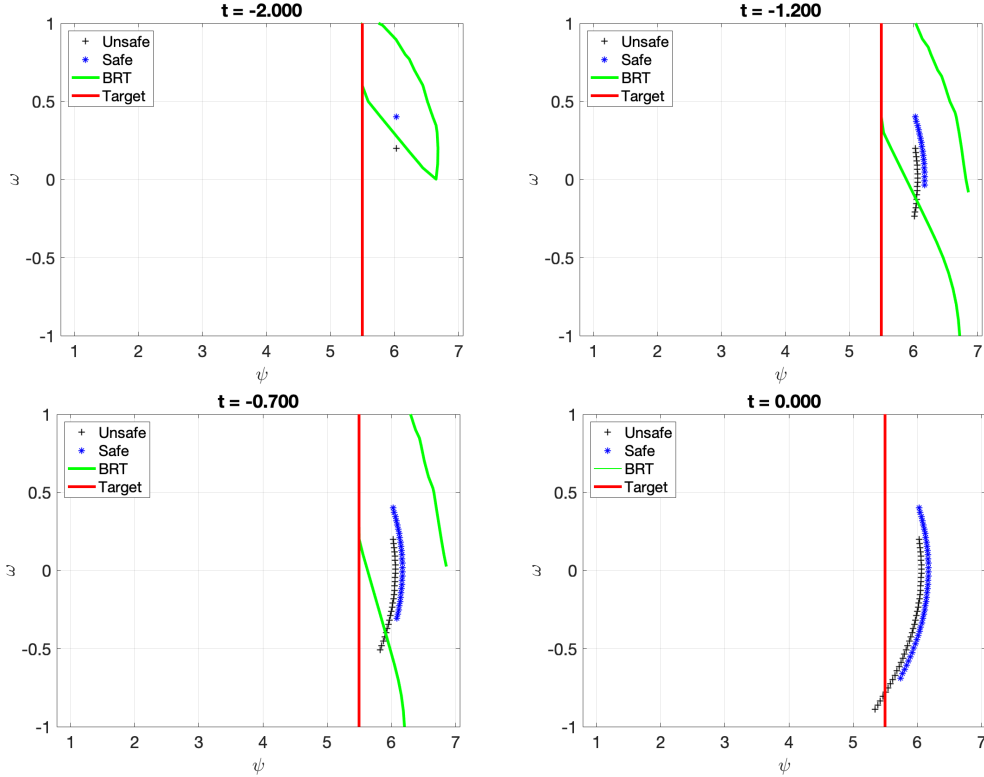 t = -2.000
1
0.5
0
-0.5
-1
ω
Unsafe
Safe
BRT
Target
1 2 3 4 5 6 7
ψ
t = -1.200
1
0.5
0
-0.5
-1
ω
Unsafe
Safe
BRT
Target
1 2 3 4 5 6 7
ψ
t = -0.700
1
0.5
0
-0.5
-1
ω
Unsafe
Safe
BRT
Target
1 2 3 4 5 6 7
ψ
t = 0.000
1
0.5
0
-0.5
-1
ω
Unsafe
Safe
BRT
Target
1 2 3 4 5 6 7
ψ